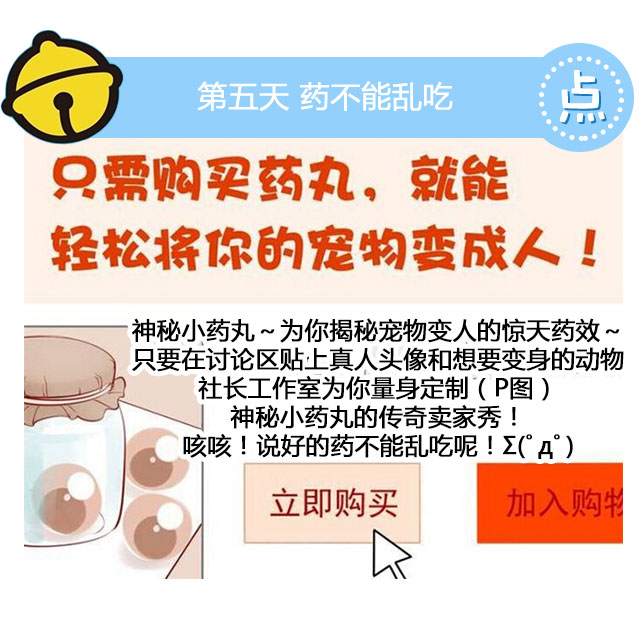 第五天 药不能乱吃
点
只需购买药丸，就能
轻松将你的宠物变成人！
神秘小药丸～为你揭秘宠物变人的惊天药效～
只要在讨论区贴上真人头像和想要变身的动物
社长工作室为你量身定制（P图）
神秘小药丸的传奇卖家秀！
咳咳！说好的药不能乱吃呢！Σ(ﾟдﾟ)
立即购买
加入购物